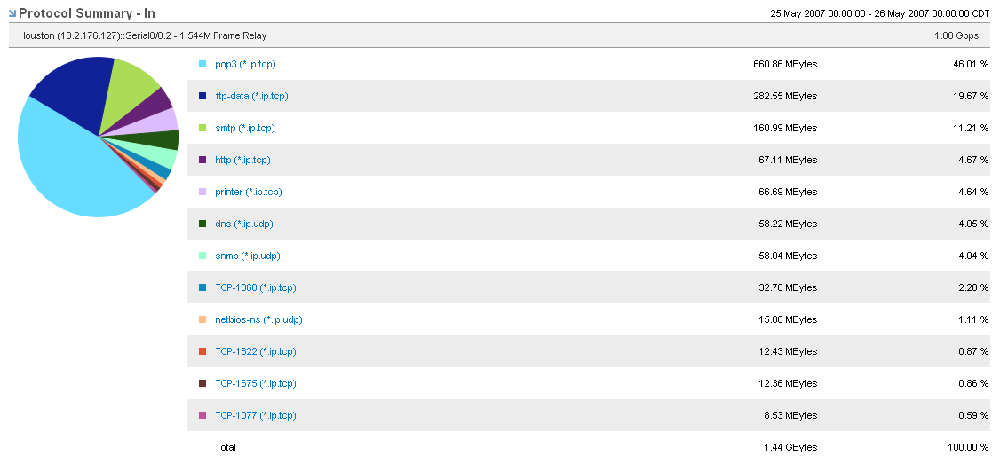 Protocol Summary - In 25 May 2007 00:00:00 - 26 May 2007 00:00:00 CDT
Houston (10.2.176.127)::Serial0/0.2 - 1.544M Frame Relay 1.00 Gbps
pop3 (*.ip.tcp) 660.86 MBytes 46.01 %
ftp-data (*.ip.tcp) 282.55 MBytes 19.67 %
smtp (*.ip.tcp) 160.99 MBytes 11.21 %
http (*.ip.tcp) 67.11 MBytes 4.67 %
printer (*.ip.tcp) 66.69 MBytes 4.64 %
dns (*.ip.udp) 58.22 MBytes 4.05 %
snmp (*.ip.udp) 58.04 MBytes 4.04 %
TCP-1068 (*.ip.tcp) 32.78 MBytes 2.28 %
netbios-ns (*.ip.udp) 15.88 MBytes 1.11 %
TCP-1622 (*.ip.tcp) 12.43 MBytes 0.87 %
TCP-1675 (*.ip.tcp) 12.36 MBytes 0.86 %
TCP-1077 (*.ip.tcp) 8.53 MBytes 0.59 %
Total 1.44 GBytes 100.00 %